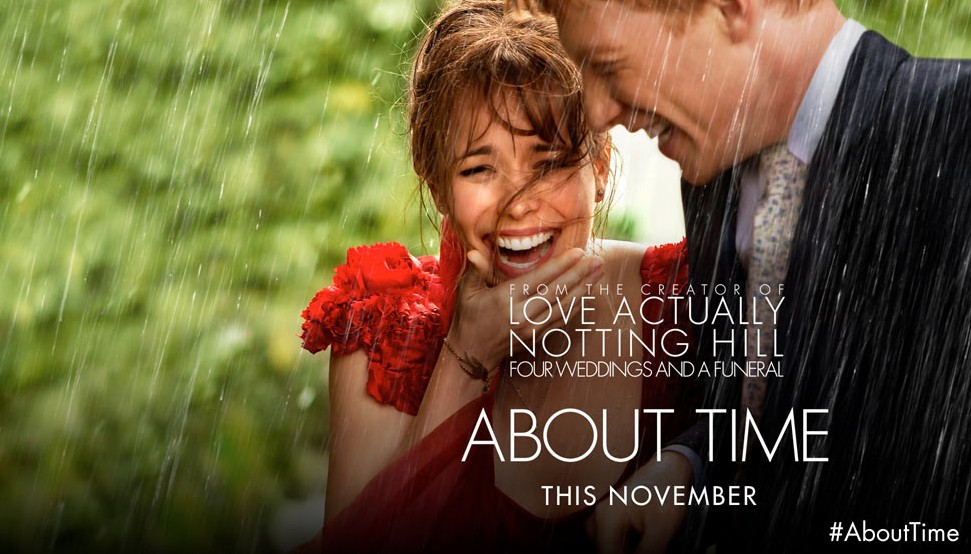 FROM THE CREATOR OF
LOVE ACTUALLY
NOTTING HILL
FOUR WEDDINGS AND A FUNERAL
ABOUT TIME
THIS NOVEMBER
#AboutTime